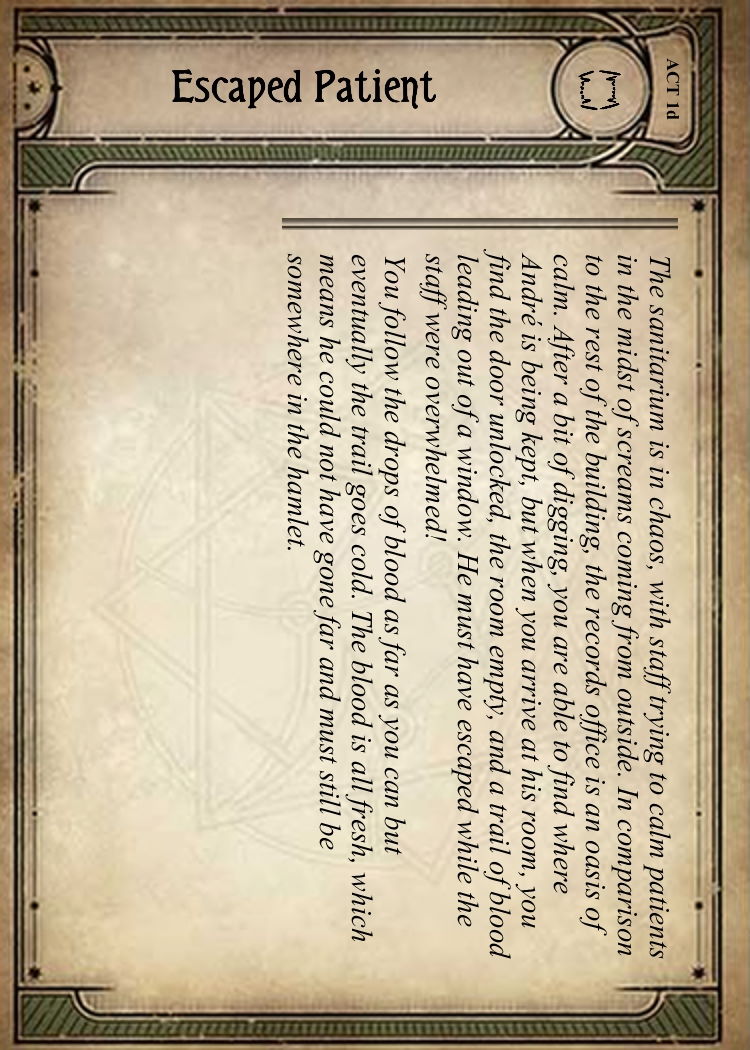 ACT 1d
Escaped Patient
The sanitarium is in chaos, with staff trying to calm patients
in the midst of screams coming from outside. In comparison
to the rest of the building, the records office is an oasis of
calm. After a bit of digging, you are able to find where
André is being kept, but when you arrive at his room, you
find the door unlocked, the room empty, and a trail of blood
leading out of a window. He must have escaped while the
staff were overwhelmed!
You follow the drops of blood as far as you can but
eventually the trail goes cold. The blood is all fresh, which
means he could not have gone far and must still be
somewhere in the hamlet.